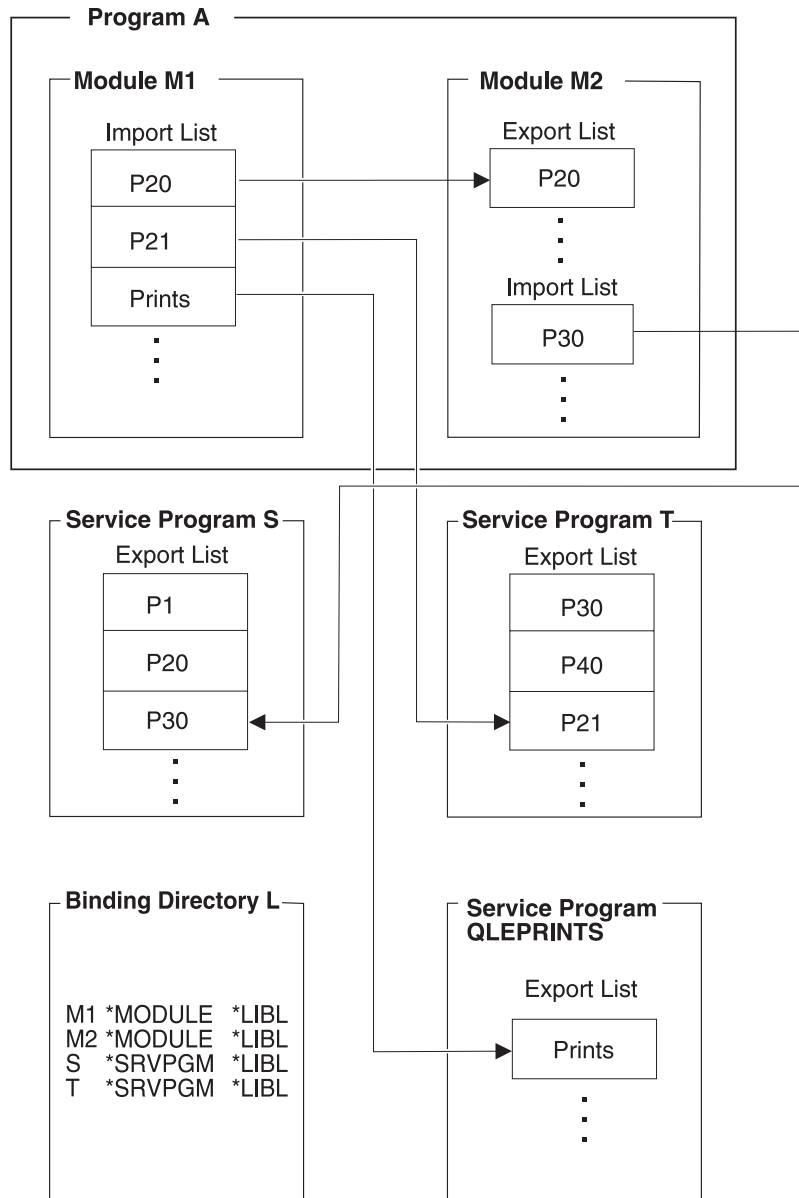 Program A
Module M1
Import List
P20
P21
Prints
Module M2
Export List
P20
Import List
P30
Service Program S
Export List
P1
P20
P30
Service Program T
Export List
P30
P40
P21
Binding Directory L
M1 *MODULE *LIBL
M2 *MODULE *LIBL
S *SRVPGM *LIBL
T *SRVPGM *LIBL
Service Program
QLEPRINTS
Export List
Prints